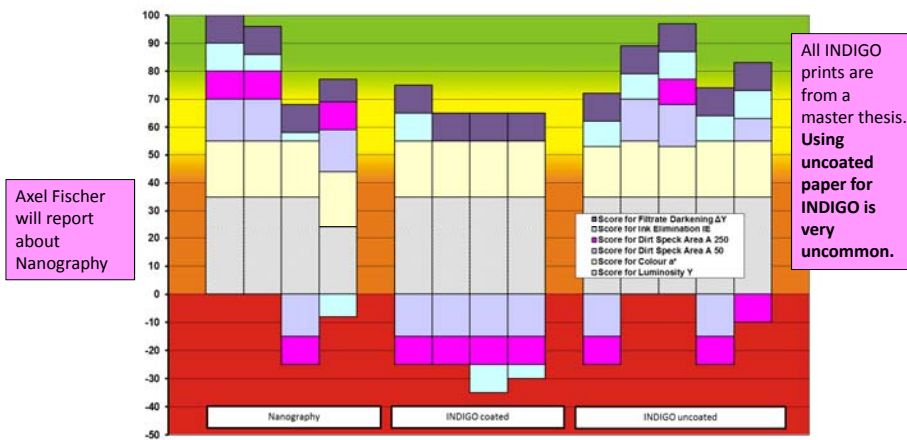 100
90
80
70
60
50
40
30
20
10
0
-10
-20
-30
-40
-50
Axel Fischer
will report
about
Nanography
Score for Filtrate Darkening ΔY
Score for Ink Elimination IE
Score for Dirt Speck Area A 250
Score for Dirt Speck Area A 50
Score for Colour a*
Score for Luminosity Y
Nanography
INDIGO coated
INDIGO uncoated
All INDIGO
prints are
from a
master thesis.
Using
uncoated
paper for
INDIGO is
very
uncommon.